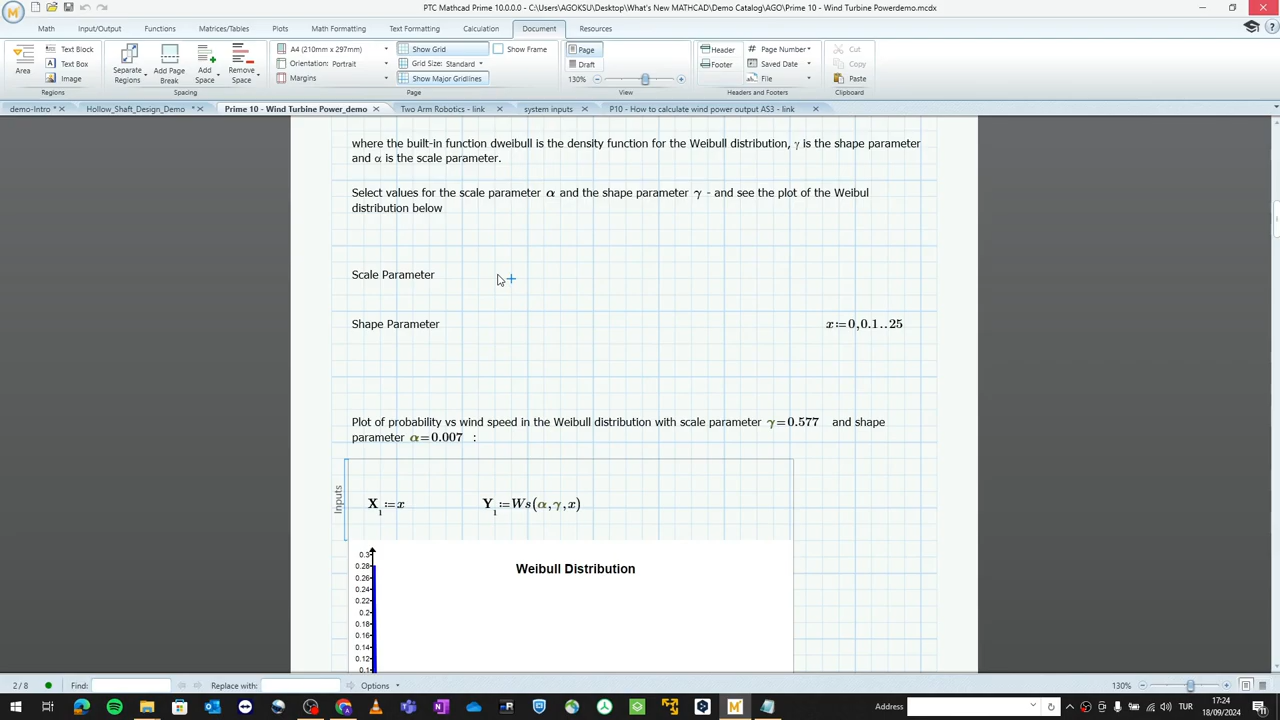 PTC Mathcad Prime 10.0.0.0 - C:\Users\AGOKSU\Desktop\What's New MATHCAD\Demo Catalog\AGO\Prime 10 - Wind Turbine Powerdemo.mcdx
Math Input/Output Functions Matrices/Tables Plots Math Formatting Text Formatting Calculation Document Resources
Area
Text Block
Text Box
Image
Regions
Separate Regions
Add Page Break
Add Space
Remove Space
Spacing
A4 (210mm x 297mm)
Orientation: Portrait
Margins
Show Grid
Grid Size: Standard
Show Major Gridlines
Show Frame
Page
Page
Draft
130%
View
Header
Footer
Page Number
Saved Date
File
Headers and Footers
Cut
Copy
Paste
Clipboard
demo-Intro * Hollow_Shaft_Design_Demo * Prime 10 - Wind Turbine Power_demo Two Arm Robotics - link system inputs P10 - How to calculate wind power output AS3 - link
where the built-in function dweibull is the density function for the Weibull distribution, γ is the shape parameter
and α is the scale parameter.
Select values for the scale parameter α and the shape parameter γ - and see the plot of the Weibul
distribution below
Scale Parameter
Shape Parameter x:=0,0.1..25
Plot of probability vs wind speed in the Weibull distribution with scale parameter γ=0.577 and shape
parameter α=0.007 :
Inputs
X₁:=x Y₁:=Ws(α,γ,x)
Weibull Distribution
0.3
0.28
0.26
0.24
0.22
0.2
0.18
0.16
0.14
0.12
0.1
2/8 Find: Replace with: Options 130%
Address TUR 17:24
18/09/2024